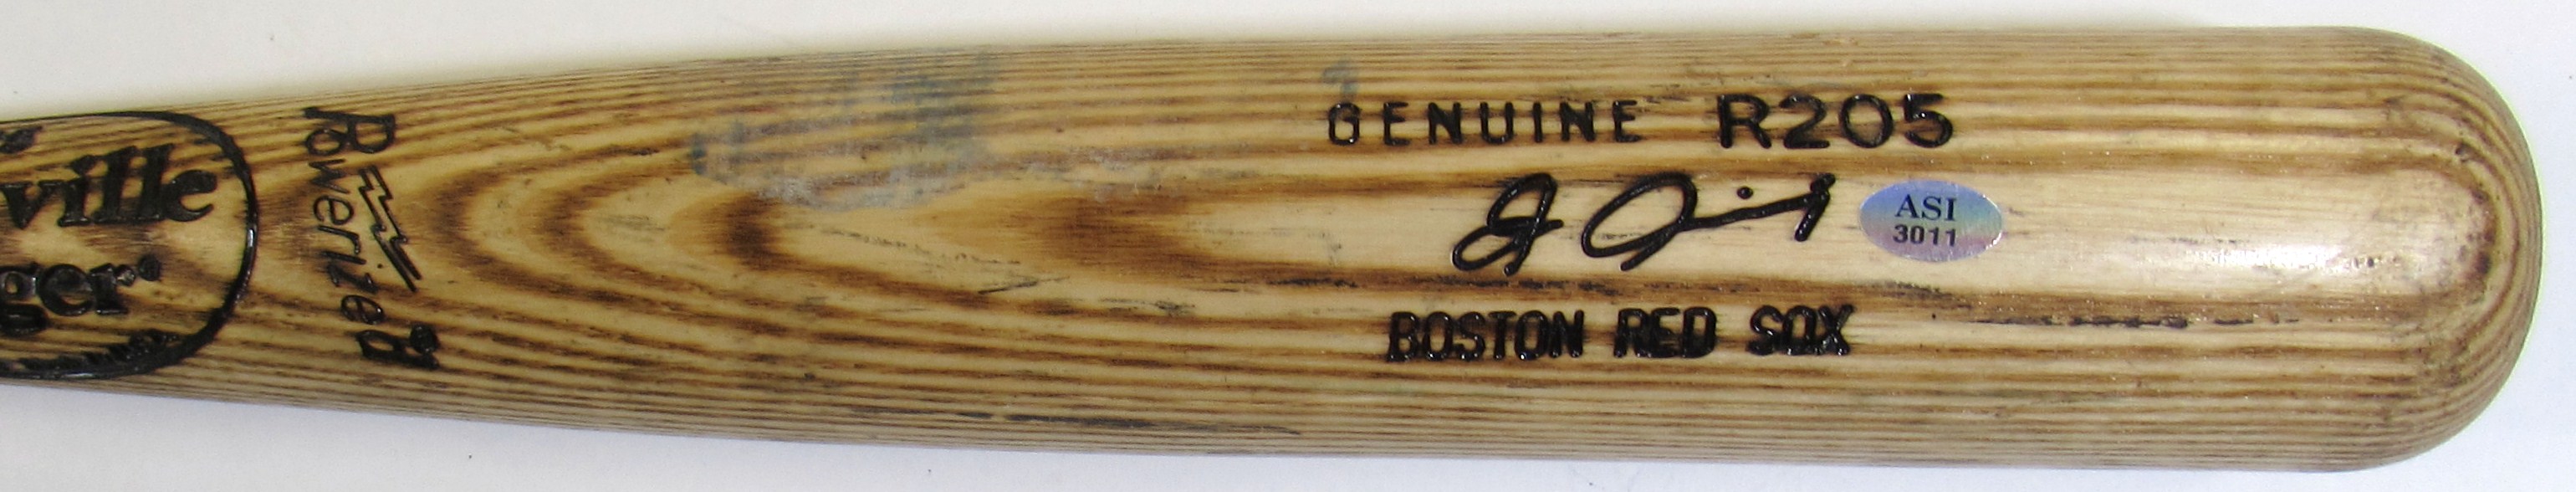 ville
ger®
Powerized®
GENUINE R205
BOSTON RED SOX
ASI
3011